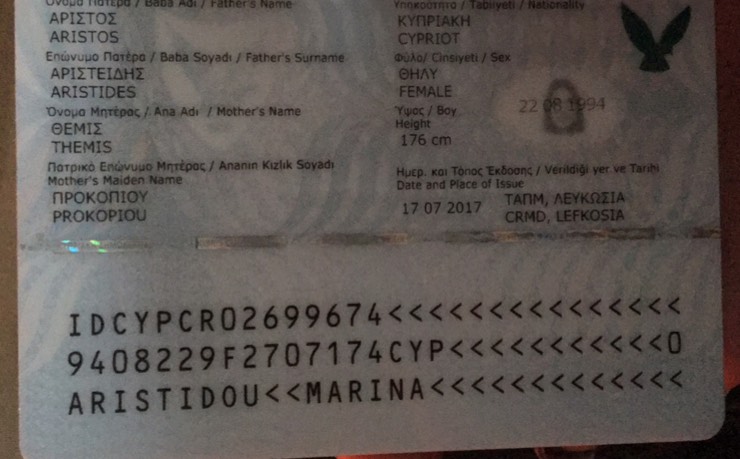 Όνομα Πατέρα / Baba Adı / Father's Name
ΑΡΙΣΤΟΣ
ARISTOS
Επώνυμο Πατέρα / Baba Soyadı / Father's Surname
ΑΡΙΣΤΕΙΔΗΣ
ARISTIDES
Όνομα Μητέρας / Ana Adı / Mother's Name
ΘΕΜΙΣ
THEMIS
Πατρικό Επώνυμο Μητέρας / Ananın Kızlık Soyadı
Mother's Maiden Name
ΠΡΟΚΟΠΙΟΥ
PROKOPIOU
Υπηκοότητα / Tabiiyeti / Nationality
ΚΥΠΡΙΑΚΗ
CYPRIOT
Φύλο/ Cinsiyeti / Sex
ΘΗΛΥ
FEMALE
22 08 1994
Ύψος / Boy
Height
176 cm
Ημερ. και Τόπος Έκδοσης / Verildiği yer ve Tarihi
Date and Place of Issue
17 07 2017 ΤΑΠΜ, ΛΕΥΚΩΣΙΑ
CRMD, LEFKOSIA
IDCYPCR02699674<<<<<<<<<<<<<<<
9408229F2707174CYP<<<<<<<<<<<0
ARISTIDOU<<MARINA<<<<<<<<<<<<<